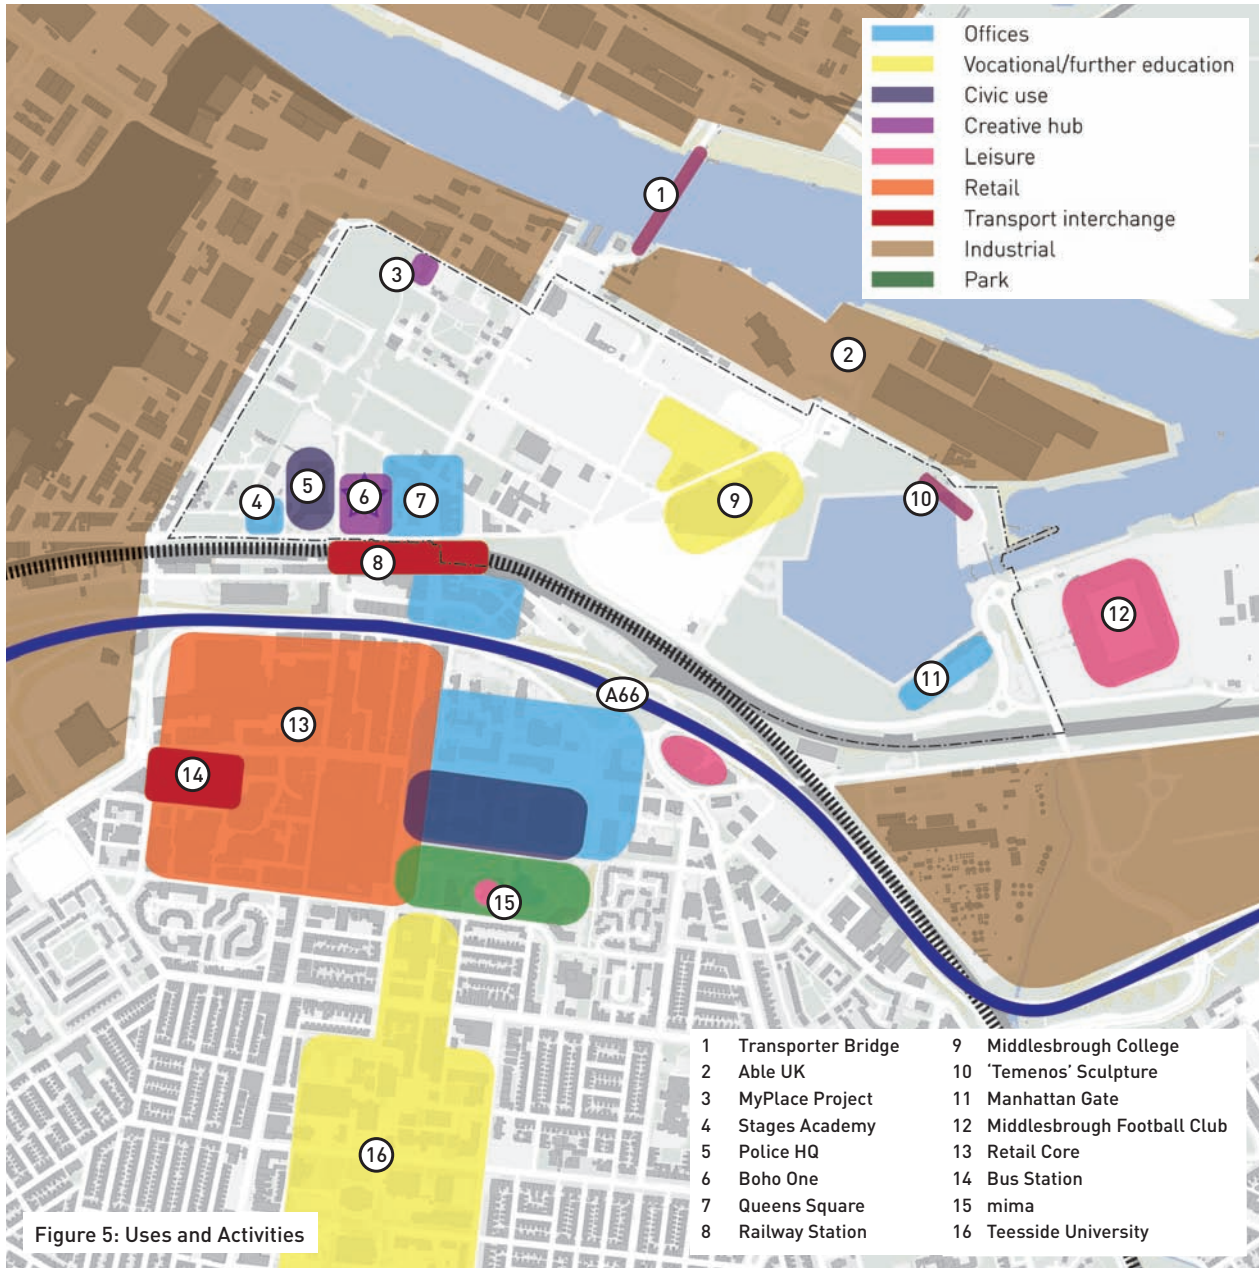 Offices
Vocational/further education
Civic use
Creative hub
Leisure
Retail
Transport interchange
Industrial
Park
1
2
3
4
5
6
7
8
9
10
11
12
A66
13
14
15
16
1 Transporter Bridge
2 Able UK
3 MyPlace Project
4 Stages Academy
5 Police HQ
6 Boho One
7 Queens Square
8 Railway Station
9 Middlesbrough College
10 ‘Temenos’ Sculpture
11 Manhattan Gate
12 Middlesbrough Football Club
13 Retail Core
14 Bus Station
15 mima
16 Teesside University
Figure 5: Uses and Activities